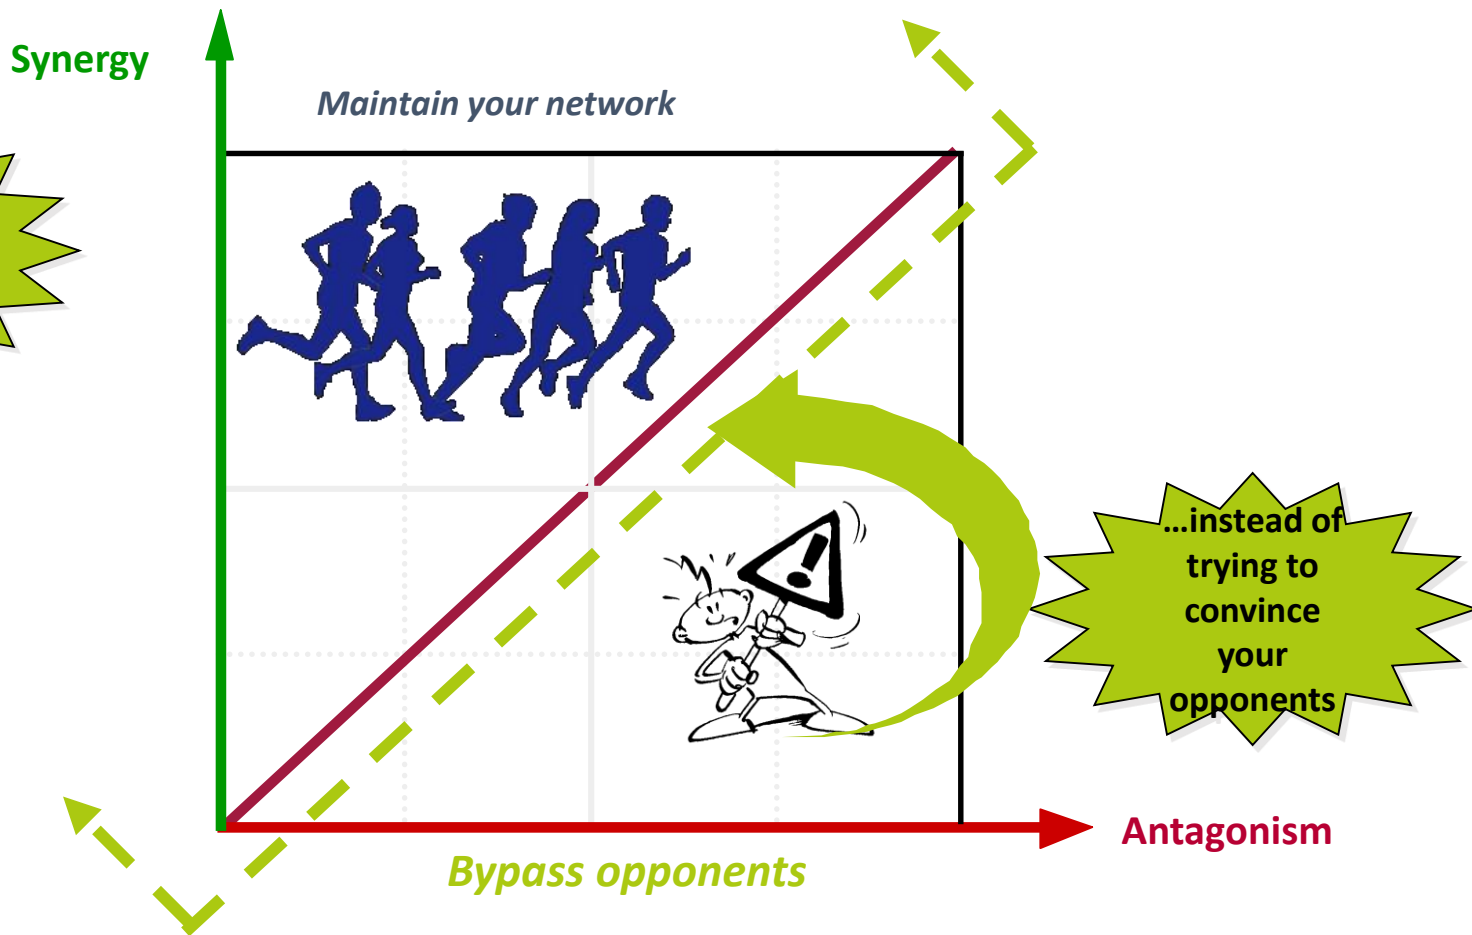 Synergy
Maintain your network
...instead of
trying to
convince
your
opponents
Antagonism
Bypass opponents